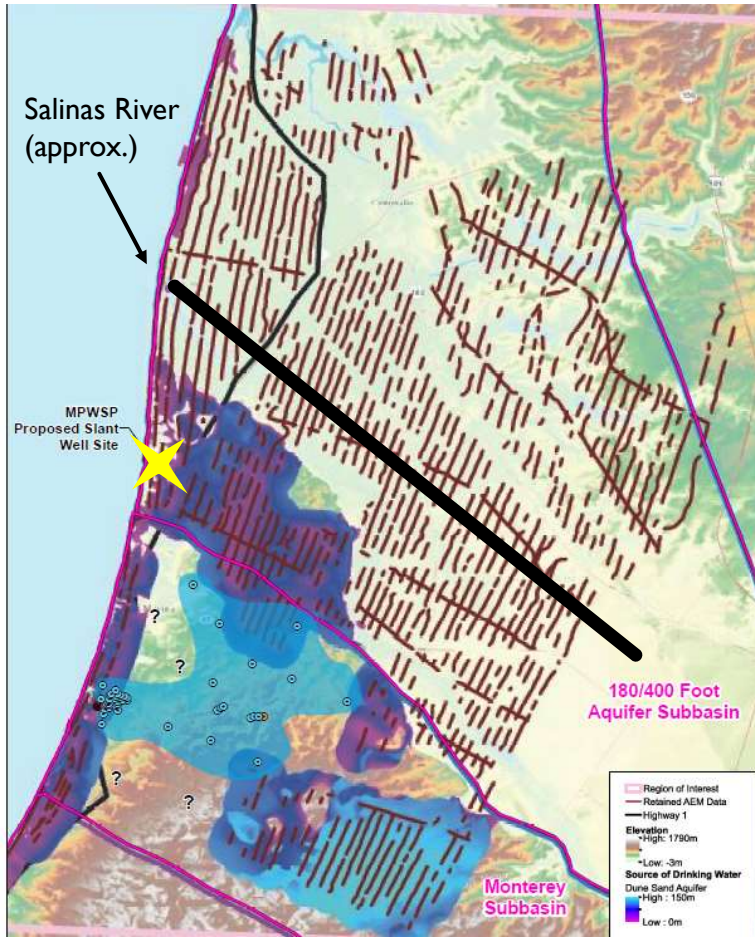 Salinas River
(approx.)
MPWSP
Proposed Slant
Well Site
183
?
?
?
?
180/400 Foot
Aquifer Subbasin
Monterey
Subbasin
Region of Interest
Retained AEM Data
Highway 1
Elevation
High: 1790m
Low: -3m
Source of Drinking Water
Dune Sand Aquifer
High : 150m
Low : 0m